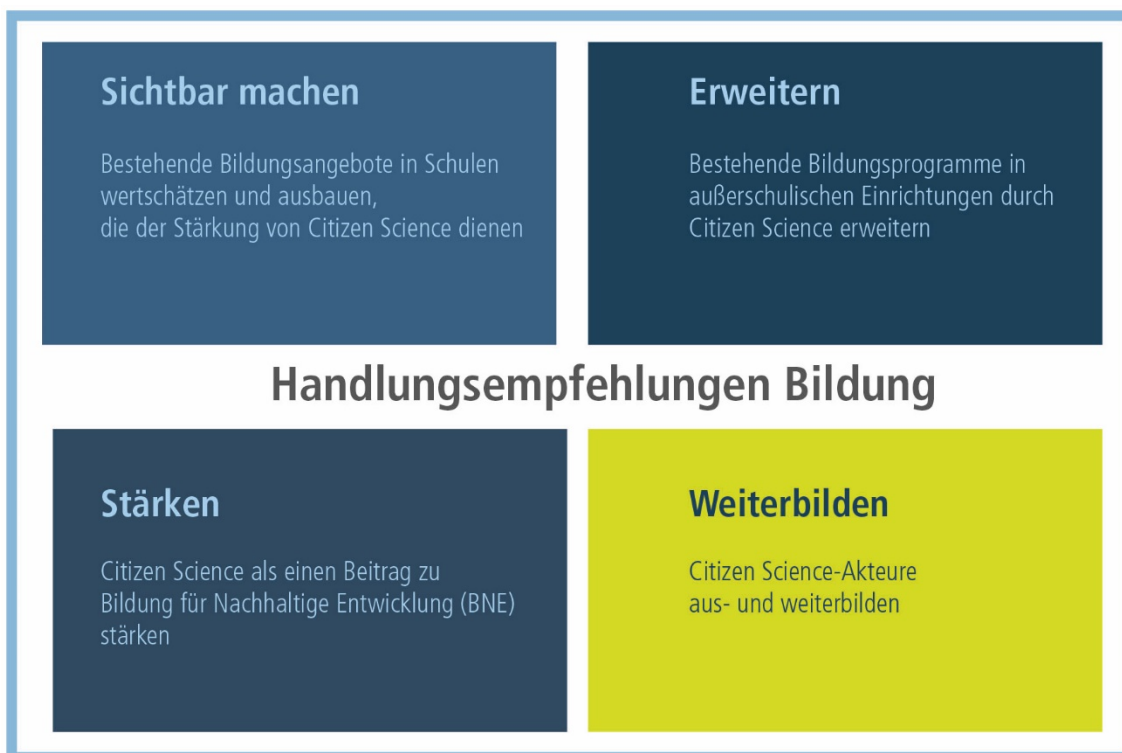 Sichtbar machen
Bestehende Bildungsangebote in Schulen
wertschätzen und ausbauen,
die der Stärkung von Citizen Science dienen
Erweitern
Bestehende Bildungsprogramme in
außerschulischen Einrichtungen durch
Citizen Science erweitern
Handlungsempfehlungen Bildung
Stärken
Citizen Science als einen Beitrag zu
Bildung für Nachhaltige Entwicklung (BNE)
stärken
Weiterbilden
Citizen Science-Akteure
aus- und weiterbilden